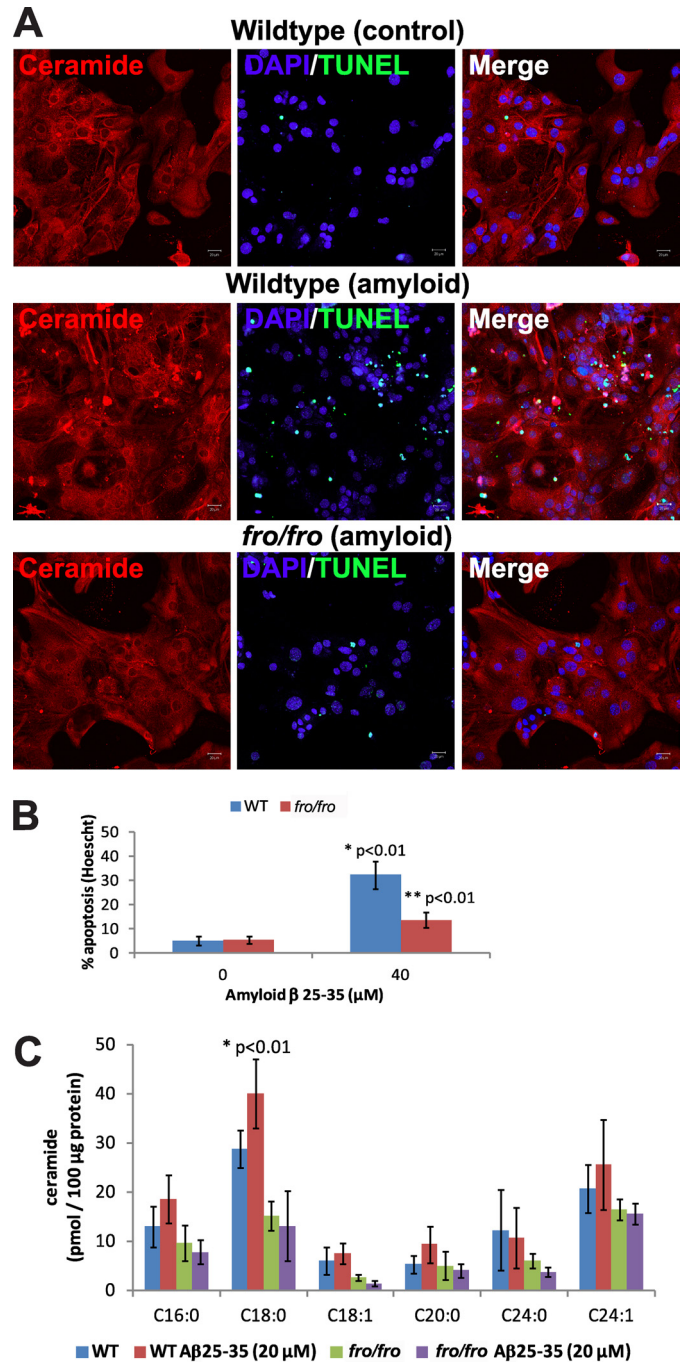 A
Wildtype (control)
Ceramide
DAPI/TUNEL
Merge
Wildtype (amyloid)
Ceramide
DAPI/TUNEL
Merge
fro/fro (amyloid)
Ceramide
DAPI/TUNEL
Merge
B
WT fro/fro
% apoptosis (Hoescht)
50
40
30
20
10
0
* p<0.01
** p<0.01
0 40
Amyloid β 25-35 (μM)
C
ceramide
(pmol / 100 μg protein)
50
40
30
20
10
0
* p<0.01
C16:0 C18:0 C18:1 C20:0 C24:0 C24:1
WT WT Aβ25-35 (20 μM) fro/fro fro/fro Aβ25-35 (20 μM)